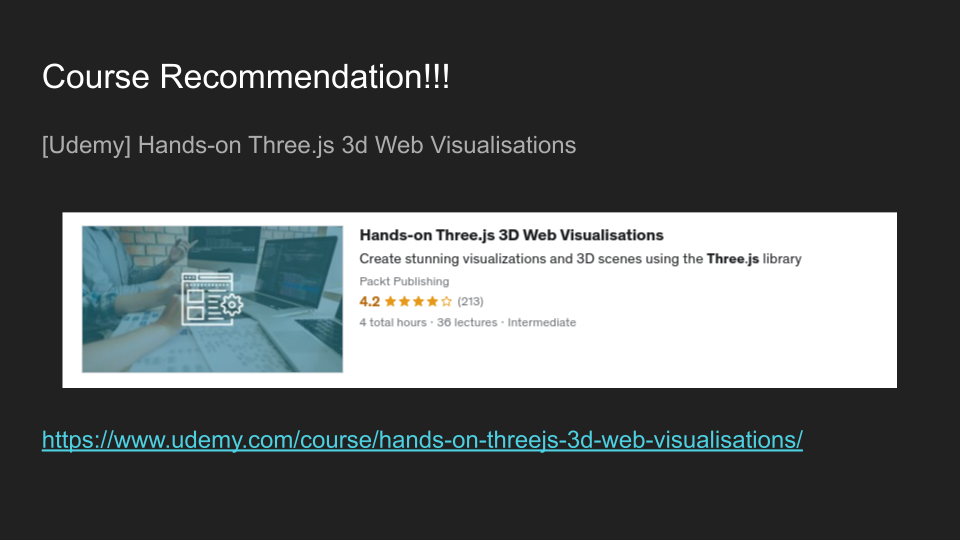 Course Recommendation!!!
[Udemy] Hands-on Three.js 3d Web Visualisations
Hands-on Three.js 3D Web Visualisations
Create stunning visualizations and 3D scenes using the Three.js library
Packt Publishing
4.2 ★★★★☆ (213)
4 total hours · 36 lectures · Intermediate
https://www.udemy.com/course/hands-on-threejs-3d-web-visualisations/